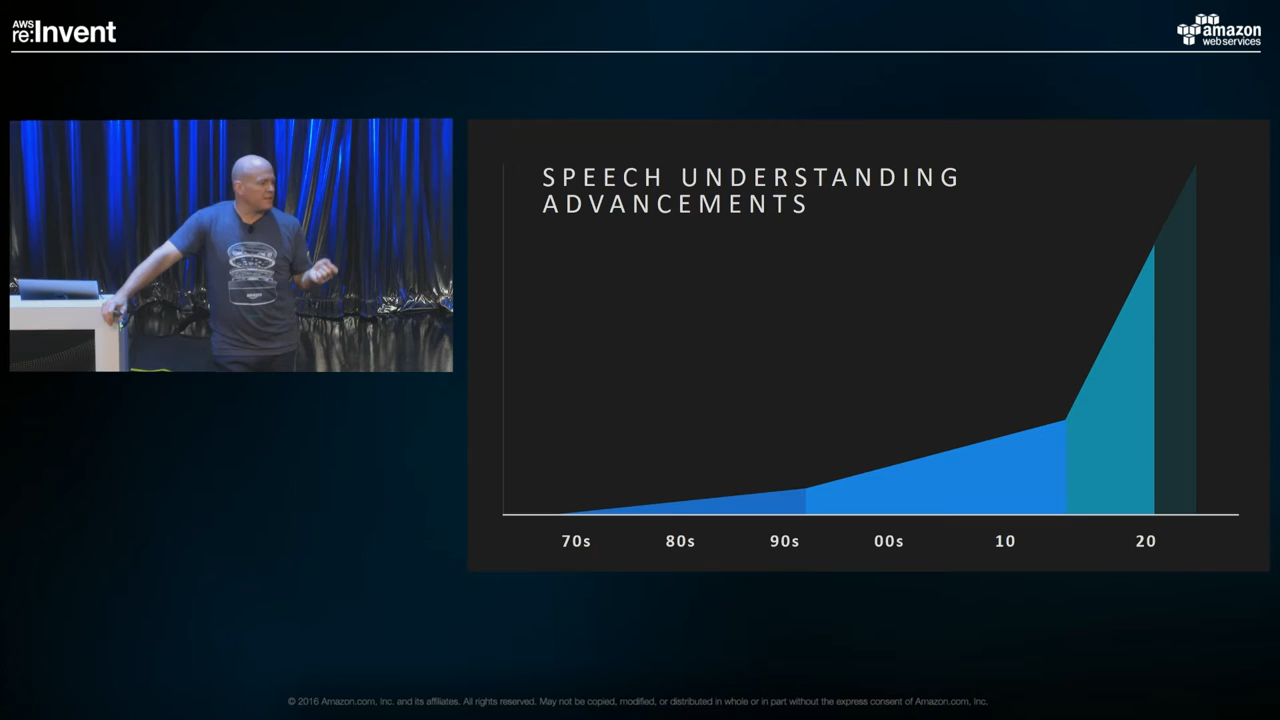 AWS
re:Invent
amazon
web services
SPEECH UNDERSTANDING
ADVANCEMENTS
70s 80s 90s 00s 10 20
© 2016 Amazon.com, Inc. and its affiliates. All rights reserved. May not be copied, modified, or distributed in whole or in part without the express consent of Amazon.com, Inc.